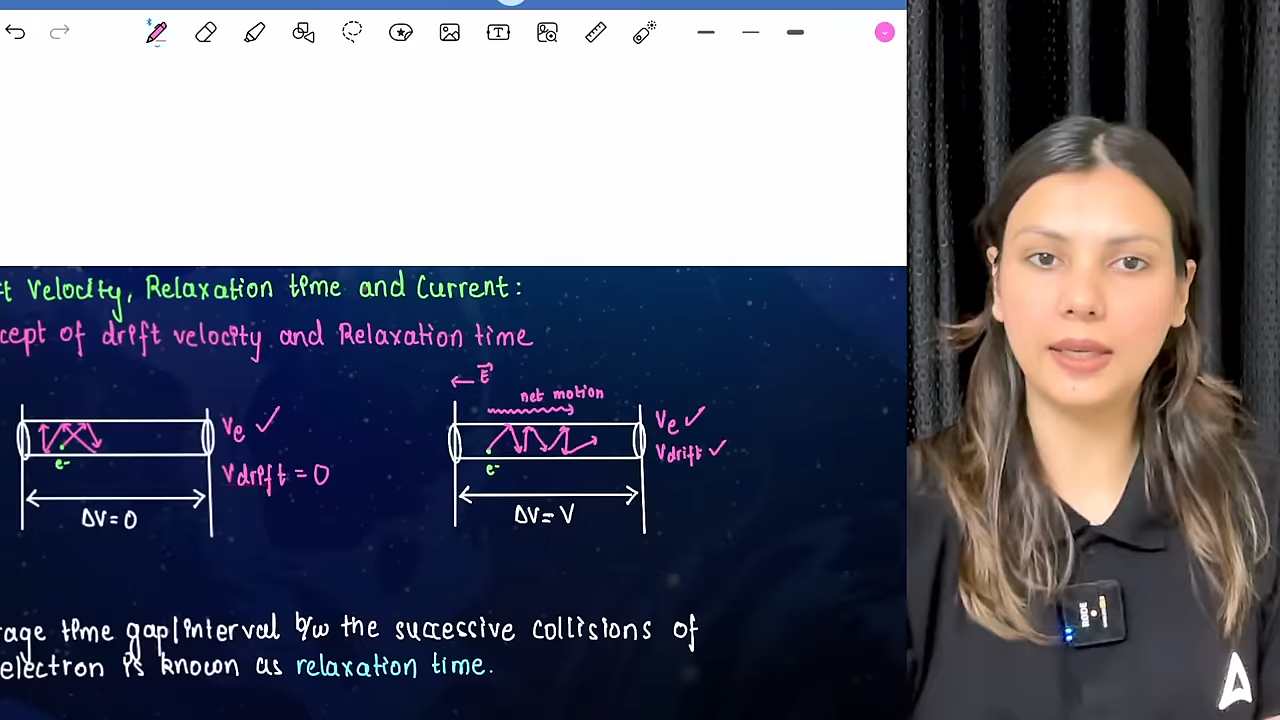 ft Velocity, Relaxation time and Current:
cept of drift velocity and Relaxation time
E
net motion
Ve ✓
Vdrift = 0
e-
ΔV = 0
Ve ✓
Vdrift ✓
e-
ΔV = V
rage time gap/interval b/w the successive collisions of
electron is known as relaxation time.